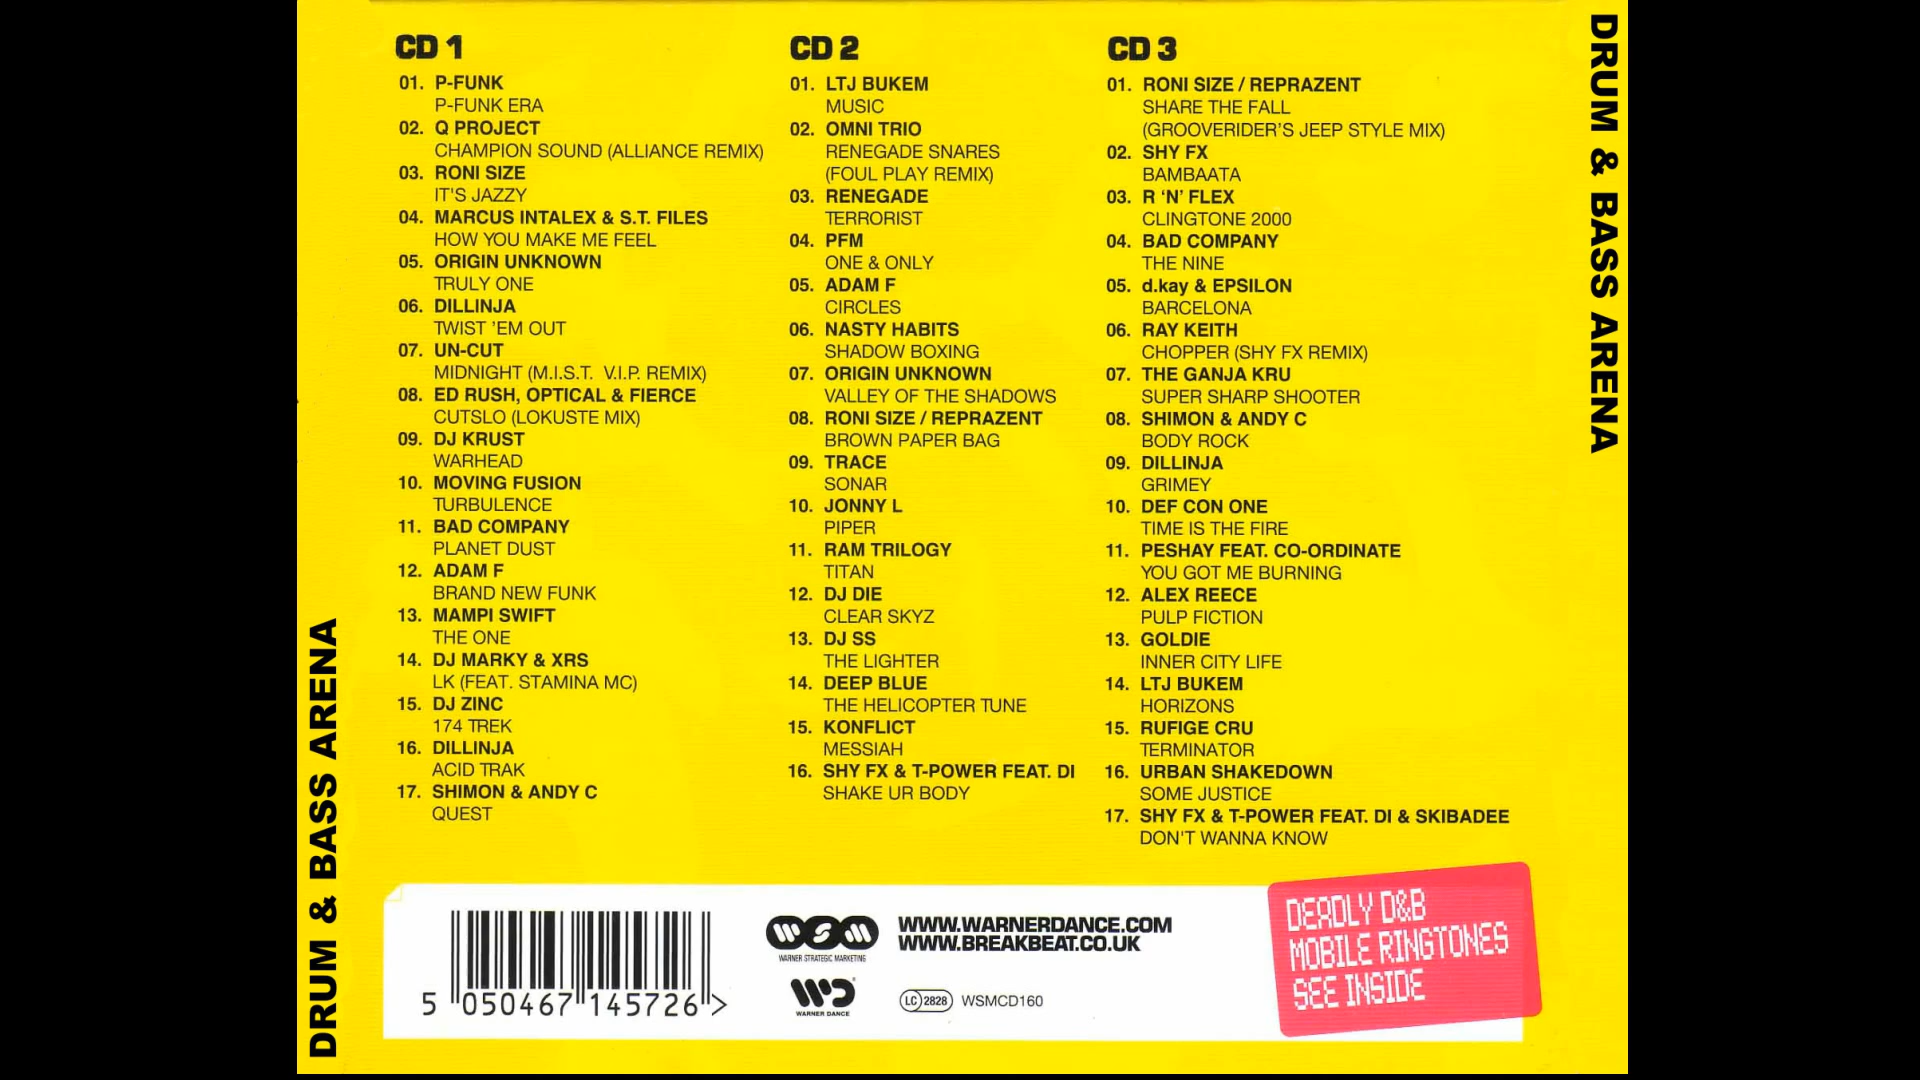 CD 1
01. P-FUNK
P-FUNK ERA
02. Q PROJECT
CHAMPION SOUND (ALLIANCE REMIX)
03. RONI SIZE
IT'S JAZZY
04. MARCUS INTALEX & S.T. FILES
HOW YOU MAKE ME FEEL
05. ORIGIN UNKNOWN
TRULY ONE
06. DILLINJA
TWIST 'EM OUT
07. UN-CUT
MIDNIGHT (M.I.S.T. V.I.P. REMIX)
08. ED RUSH, OPTICAL & FIERCE
CUTSLO (LOKUSTE MIX)
09. DJ KRUST
WARHEAD
10. MOVING FUSION
TURBULENCE
11. BAD COMPANY
PLANET DUST
12. ADAM F
BRAND NEW FUNK
13. MAMPI SWIFT
THE ONE
14. DJ MARKY & XRS
LK (FEAT. STAMINA MC)
15. DJ ZINC
174 TREK
16. DILLINJA
ACID TRAK
17. SHIMON & ANDY C
QUEST
CD 2
01. LTJ BUKEM
MUSIC
02. OMNI TRIO
RENEGADE SNARES
(FOUL PLAY REMIX)
03. RENEGADE
TERRORIST
04. PFM
ONE & ONLY
05. ADAM F
CIRCLES
06. NASTY HABITS
SHADOW BOXING
07. ORIGIN UNKNOWN
VALLEY OF THE SHADOWS
08. RONI SIZE / REPRAZENT
BROWN PAPER BAG
09. TRACE
SONAR
10. JONNY L
PIPER
11. RAM TRILOGY
TITAN
12. DJ DIE
CLEAR SKYZ
13. DJ SS
THE LIGHTER
14. DEEP BLUE
THE HELICOPTER TUNE
15. KONFLICT
MESSIAH
16. SHY FX & T-POWER FEAT. DI
SHAKE UR BODY
CD 3
01. RONI SIZE / REPRAZENT
SHARE THE FALL
(GROOVERIDER'S JEEP STYLE MIX)
02. SHY FX
BAMBAATA
03. R 'N' FLEX
CLINGTONE 2000
04. BAD COMPANY
THE NINE
05. d.kay & EPSILON
BARCELONA
06. RAY KEITH
CHOPPER (SHY FX REMIX)
07. THE GANJA KRU
SUPER SHARP SHOOTER
08. SHIMON & ANDY C
BODY ROCK
09. DILLINJA
GRIMEY
10. DEF CON ONE
TIME IS THE FIRE
11. PESHAY FEAT. CO-ORDINATE
YOU GOT ME BURNING
12. ALEX REECE
PULP FICTION
13. GOLDIE
INNER CITY LIFE
14. LTJ BUKEM
HORIZONS
15. RUFIGE CRU
TERMINATOR
16. URBAN SHAKEDOWN
SOME JUSTICE
17. SHY FX & T-POWER FEAT. DI & SKIBADEE
DON'T WANNA KNOW
DRUM & BASS ARENA
DRUM & BASS ARENA
5 050467 145726 >
WSM
WARNER STRATEGIC MARKETING
WD
WARNER DANCE
WWW.WARNERDANCE.COM
WWW.BREAKBEAT.CO.UK
LC 2828 WSMCD160
DEADLY D&B
MOBILE RINGTONES
SEE INSIDE